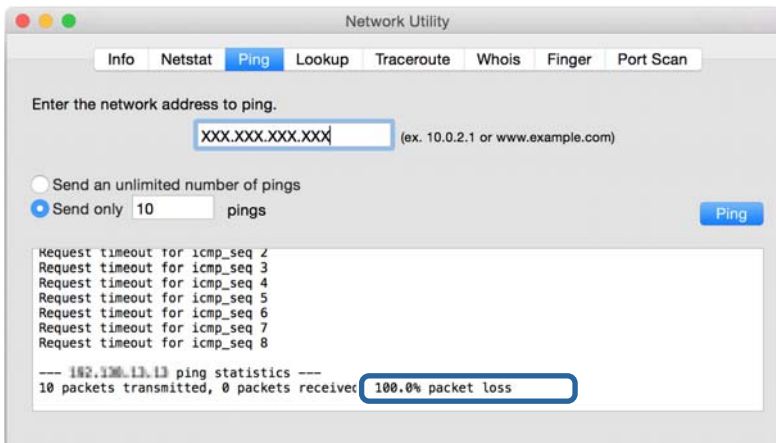 Network Utility
Info Netstat Ping Lookup Traceroute Whois Finger Port Scan
Enter the network address to ping.
XXX.XXX.XXX.XXX (ex. 10.0.2.1 or www.example.com)
Send an unlimited number of pings
Send only 10 pings
Ping
Request timeout for icmp_seq 2
Request timeout for icmp_seq 3
Request timeout for icmp_seq 4
Request timeout for icmp_seq 5
Request timeout for icmp_seq 6
Request timeout for icmp_seq 7
Request timeout for icmp_seq 8
--- ping statistics ---
10 packets transmitted, 0 packets received 100.0% packet loss